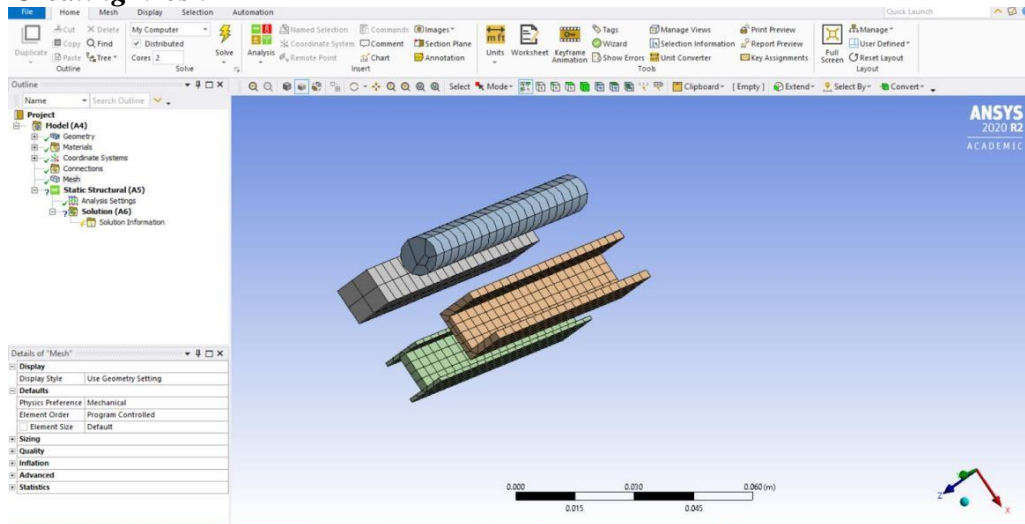 File Home Mesh Display Selection Automation Quick Launch
Cut Delete My Computer Named Selection Commands Images Tags Manage Views Print Preview Manage
Copy Find Distributed Coordinate System Comment Section Plane Wizard Selection Information Report Preview User Defined
Duplicate Paste Tree Cores 2 Solve Analysis Remote Point Chart Annotation Units Worksheet Keyframe Animation Show Errors Unit Converter Key Assignments Full Screen Reset Layout
Outline Solve Insert Tools Layout
Outline Select Mode Clipboard [ Empty ] Extend Select By Convert
Name Search Outline
Project
Model (A4)
Geometry
Materials
Coordinate Systems
Connections
Mesh
Static Structural (A5)
Analysis Settings
Solution (A6)
Solution Information
ANSYS
2020 R2
ACADEMIC
Details of "Mesh"
Display
Display Style Use Geometry Setting
Defaults
Physics Preference Mechanical
Element Order Program Controlled
Element Size Default
Sizing
Quality
Inflation
Advanced
Statistics
0.000 0.030 0.060 (m)
0.015 0.045
Z X